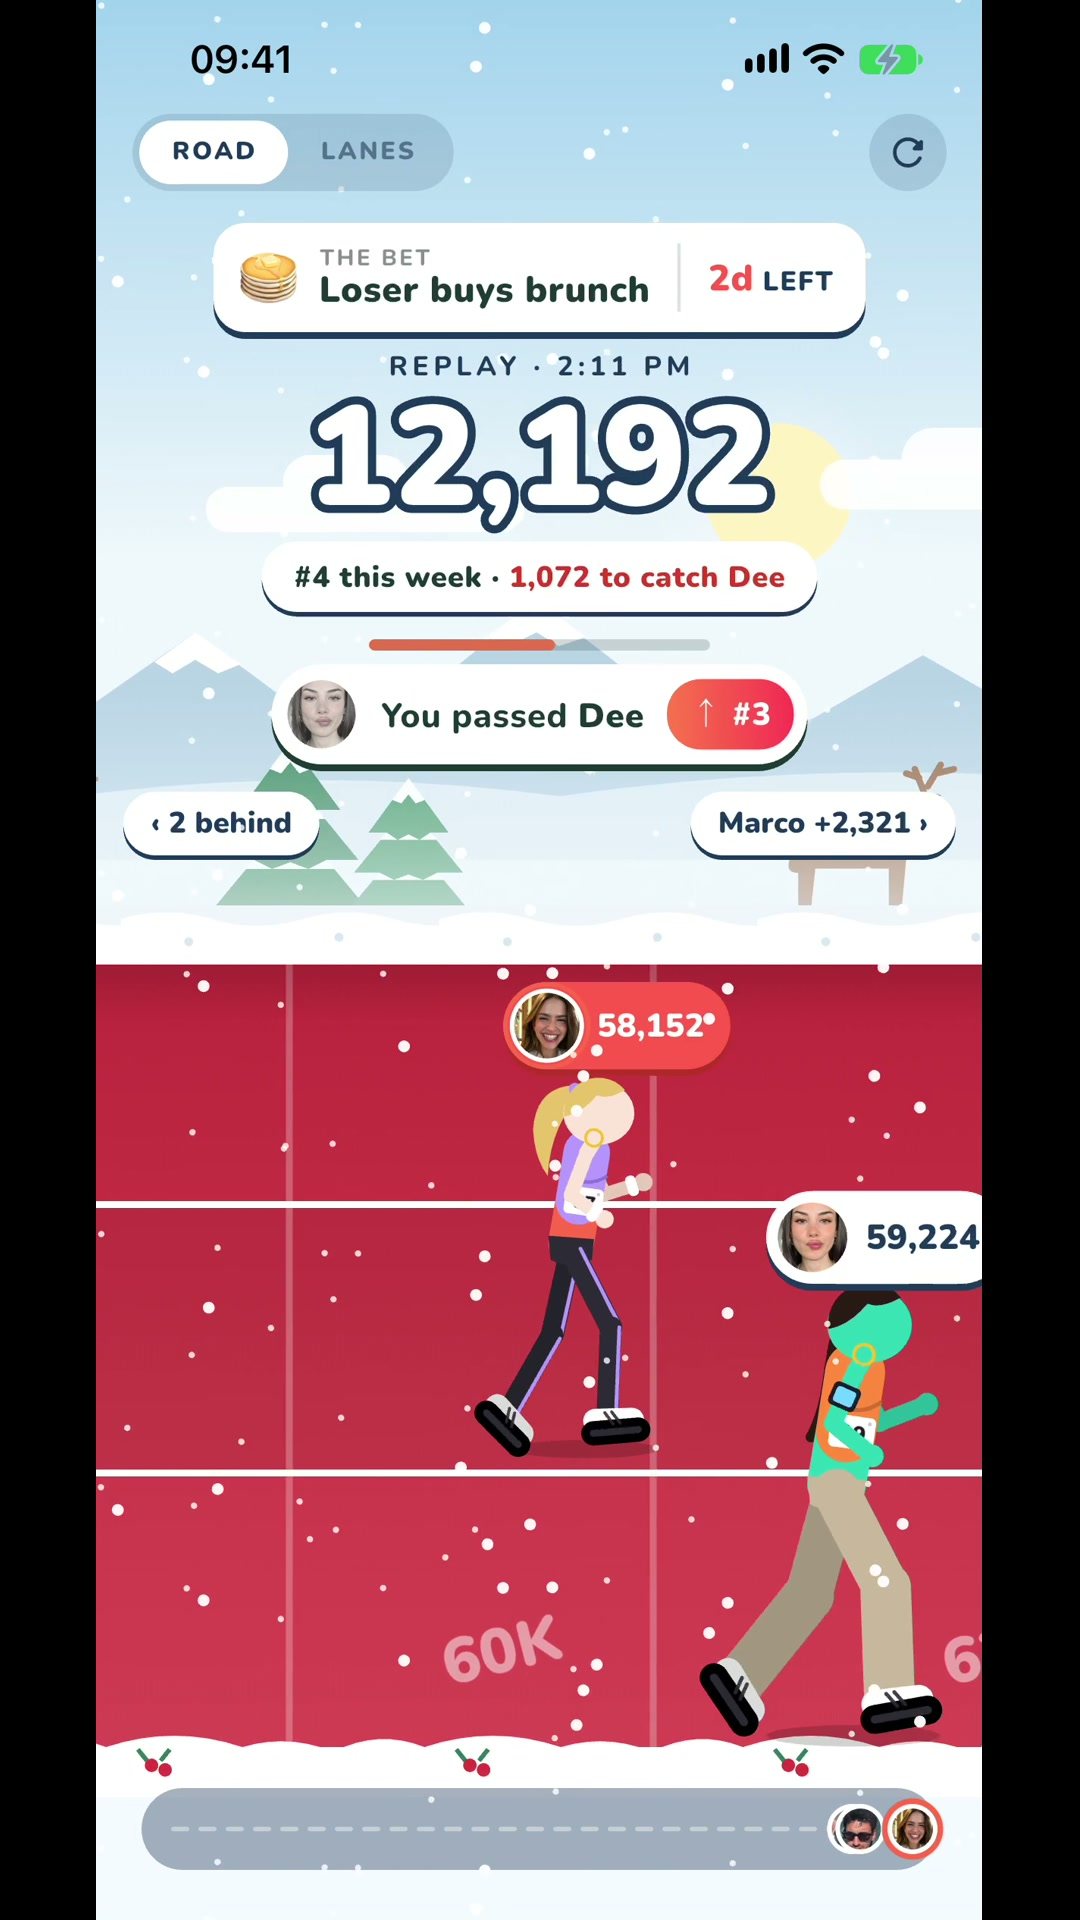 09:41
ROAD
LANES
THE BET
Loser buys brunch
2d LEFT
REPLAY · 2:11 PM
12,192
#4 this week · 1,072 to catch Dee
You passed Dee
↑ #3
‹ 2 behind
Marco +2,321 ›
58,152
59,224
60K